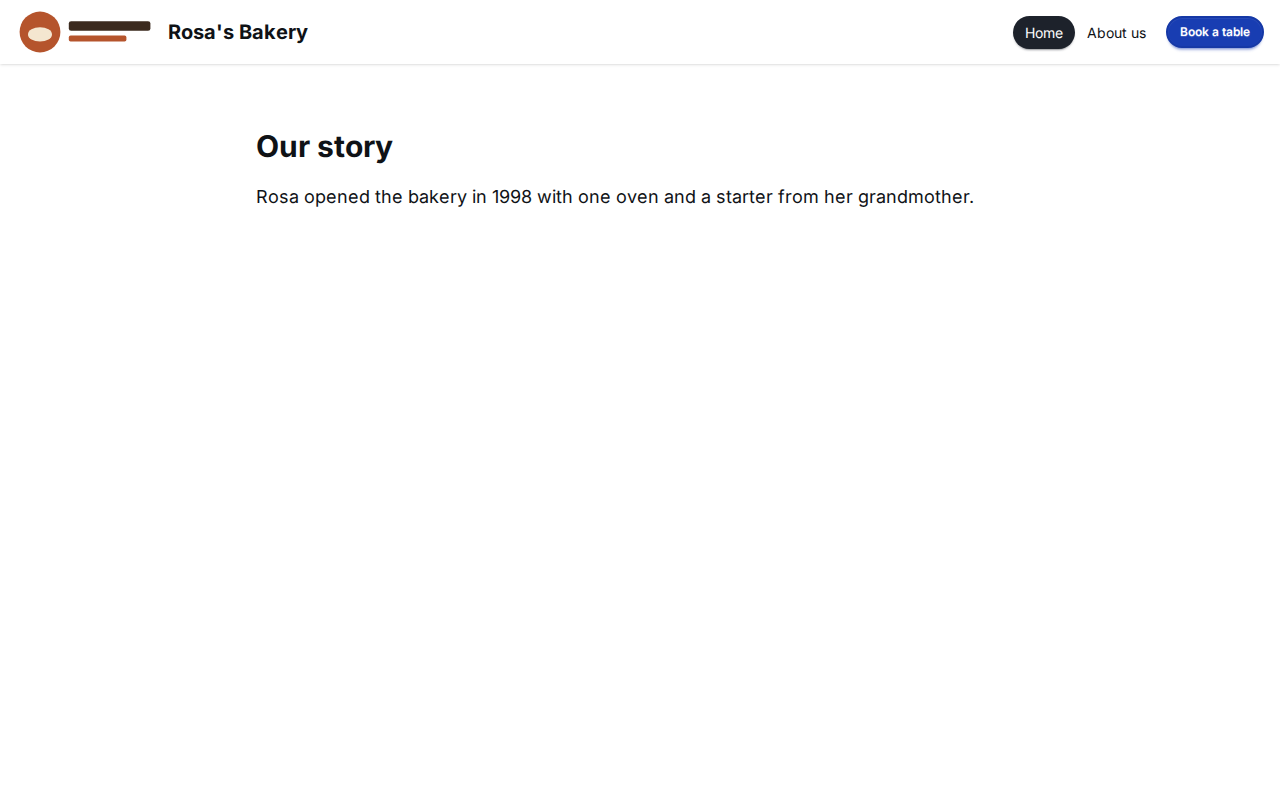 Rosa's Bakery
Home
About us
Book a table
Our story
Rosa opened the bakery in 1998 with one oven and a starter from her grandmother.